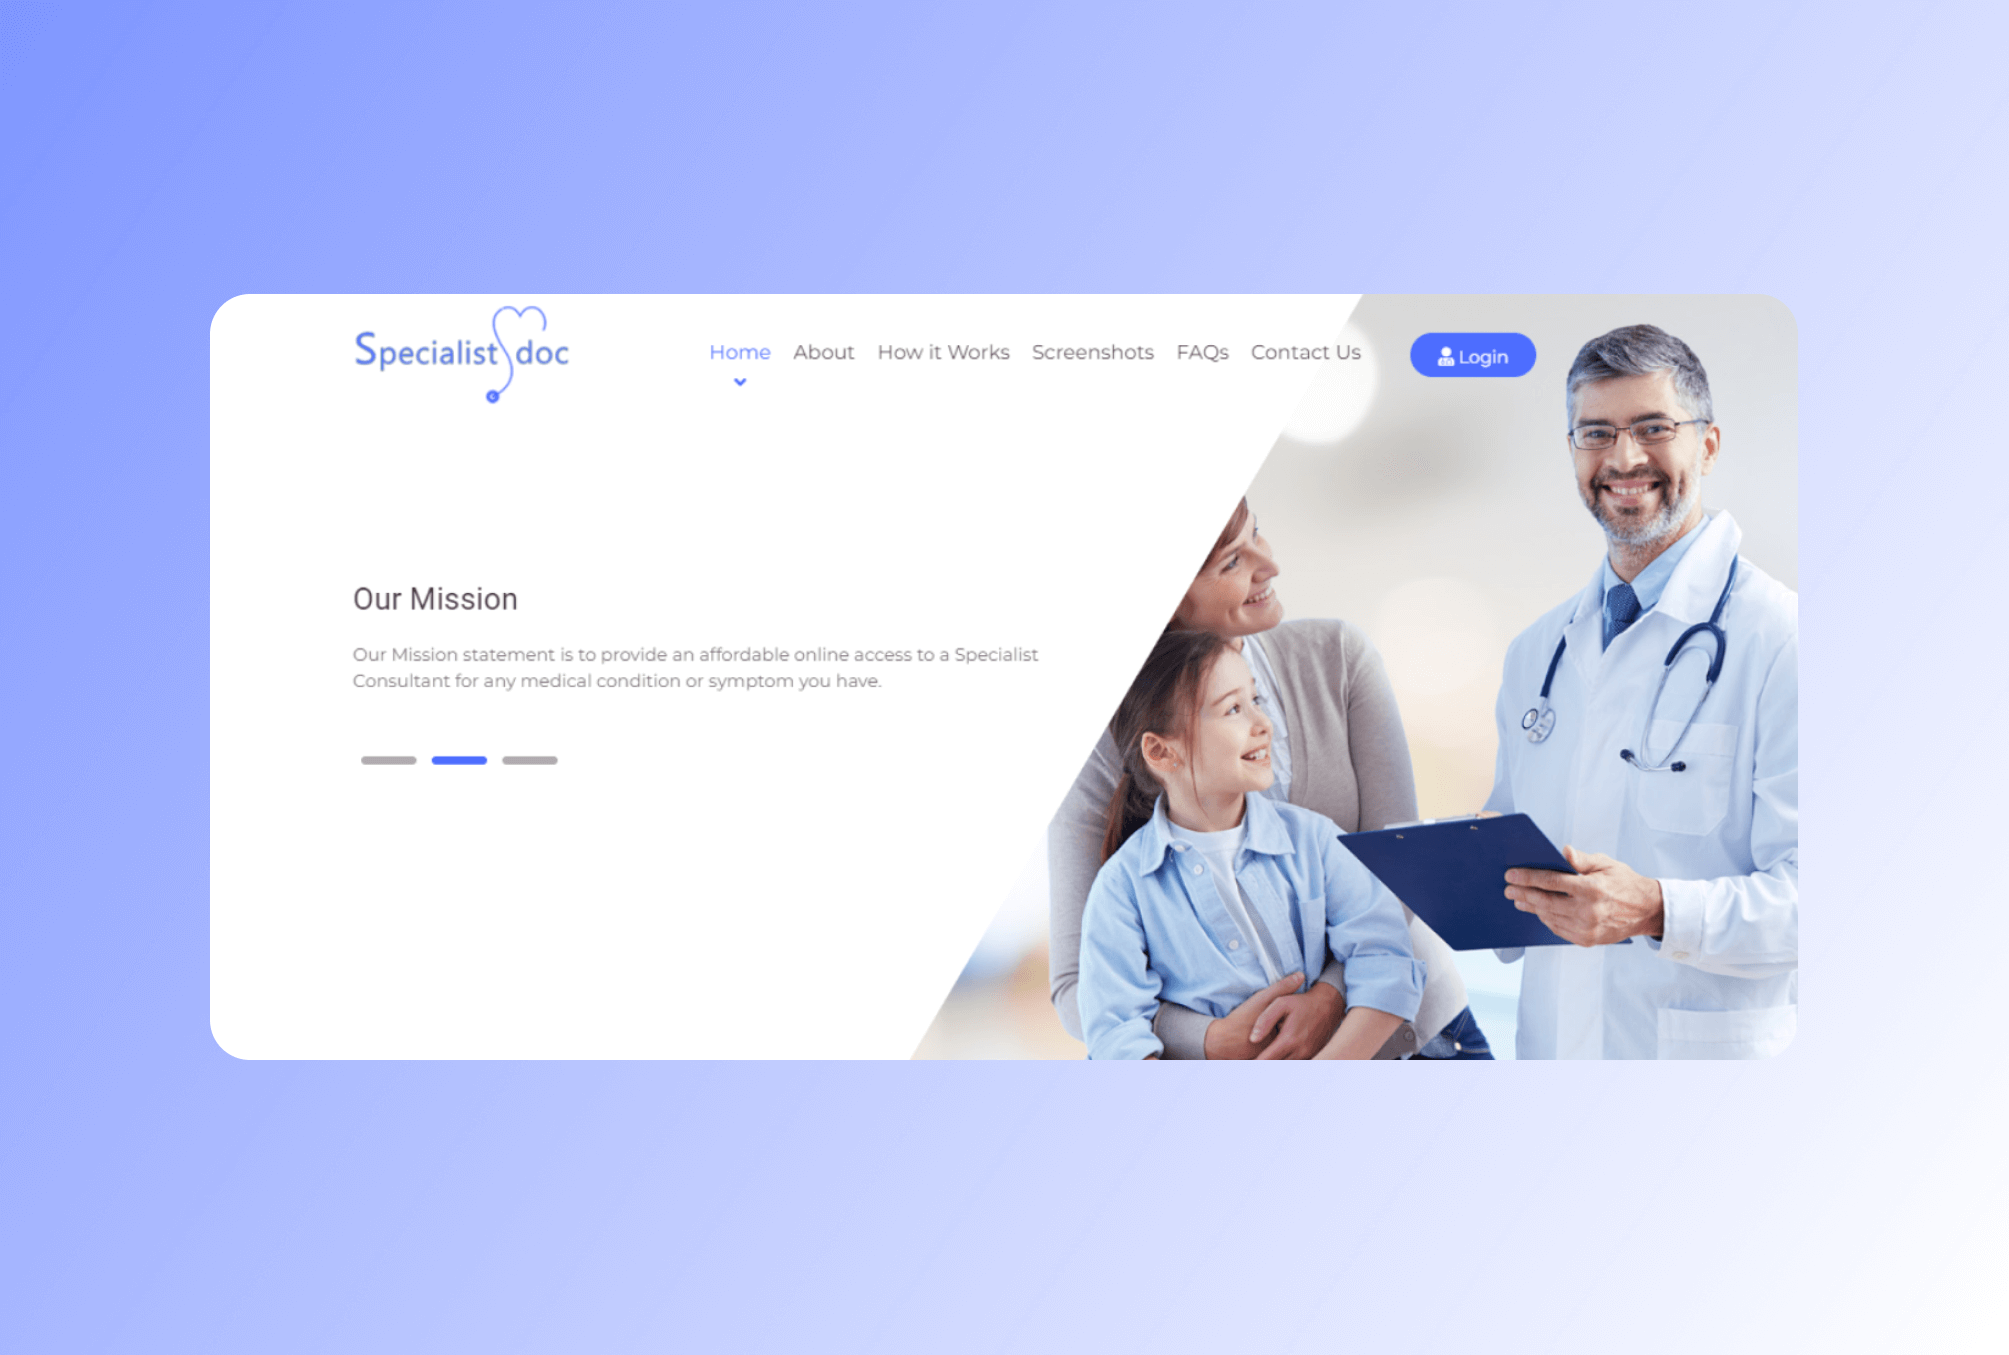 Specialist doc
Home About How it Works Screenshots FAQs Contact Us Login
Our Mission
Our Mission statement is to provide an affordable online access to a Specialist
Consultant for any medical condition or symptom you have.